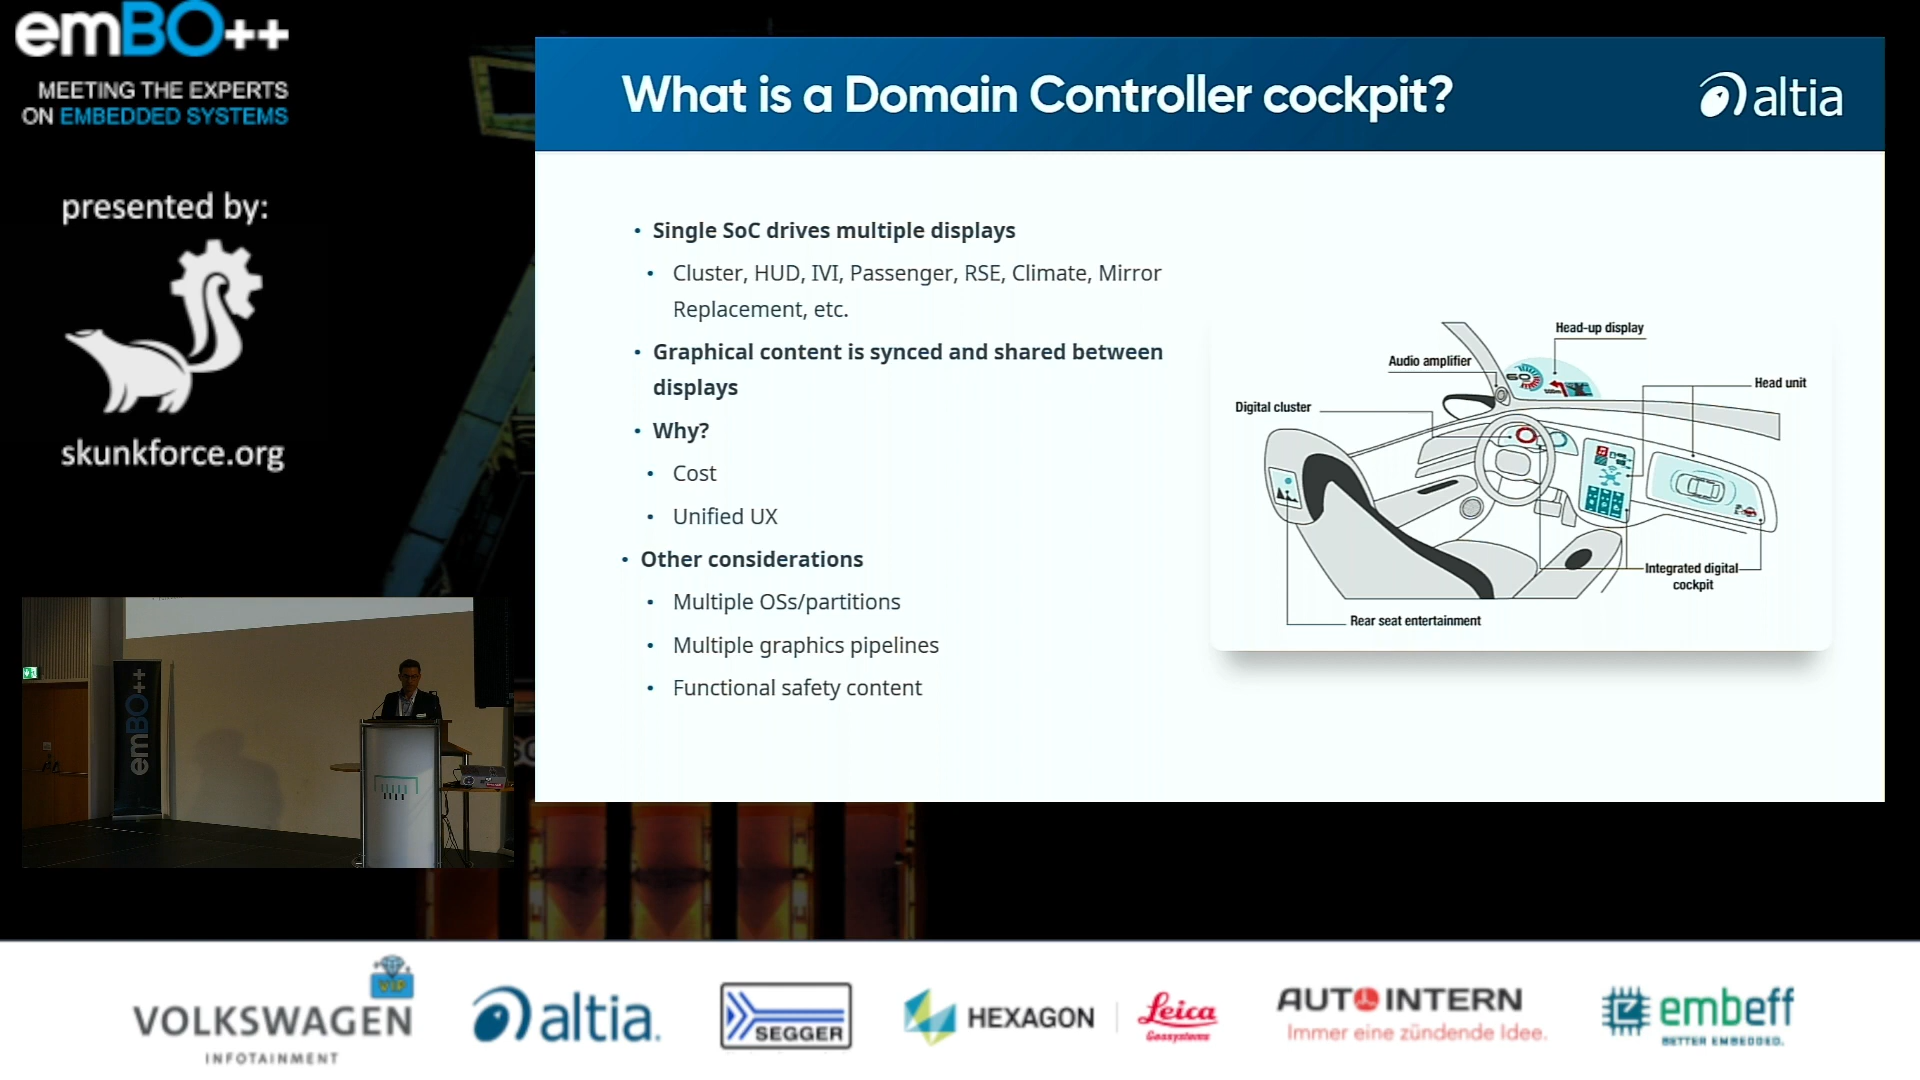 emBO++
MEETING THE EXPERTS
ON EMBEDDED SYSTEMS
presented by:
skunkforce.org
What is a Domain Controller cockpit?
altia
• Single SoC drives multiple displays
• Cluster, HUD, IVI, Passenger, RSE, Climate, Mirror
Replacement, etc.
• Graphical content is synced and shared between
displays
• Why?
• Cost
• Unified UX
• Other considerations
• Multiple OSs/partitions
• Multiple graphics pipelines
• Functional safety content
Head-up display
Audio amplifier
Head unit
Digital cluster
60
Integrated digital
cockpit
Rear seat entertainment
emBO++
VIP
VOLKSWAGEN
INFOTAINMENT
altia.
SEGGER
HEXAGON
Leica
Geosystems
AUTOINTERN
Immer eine zündende Idee.
embeff
BETTER EMBEDDED.